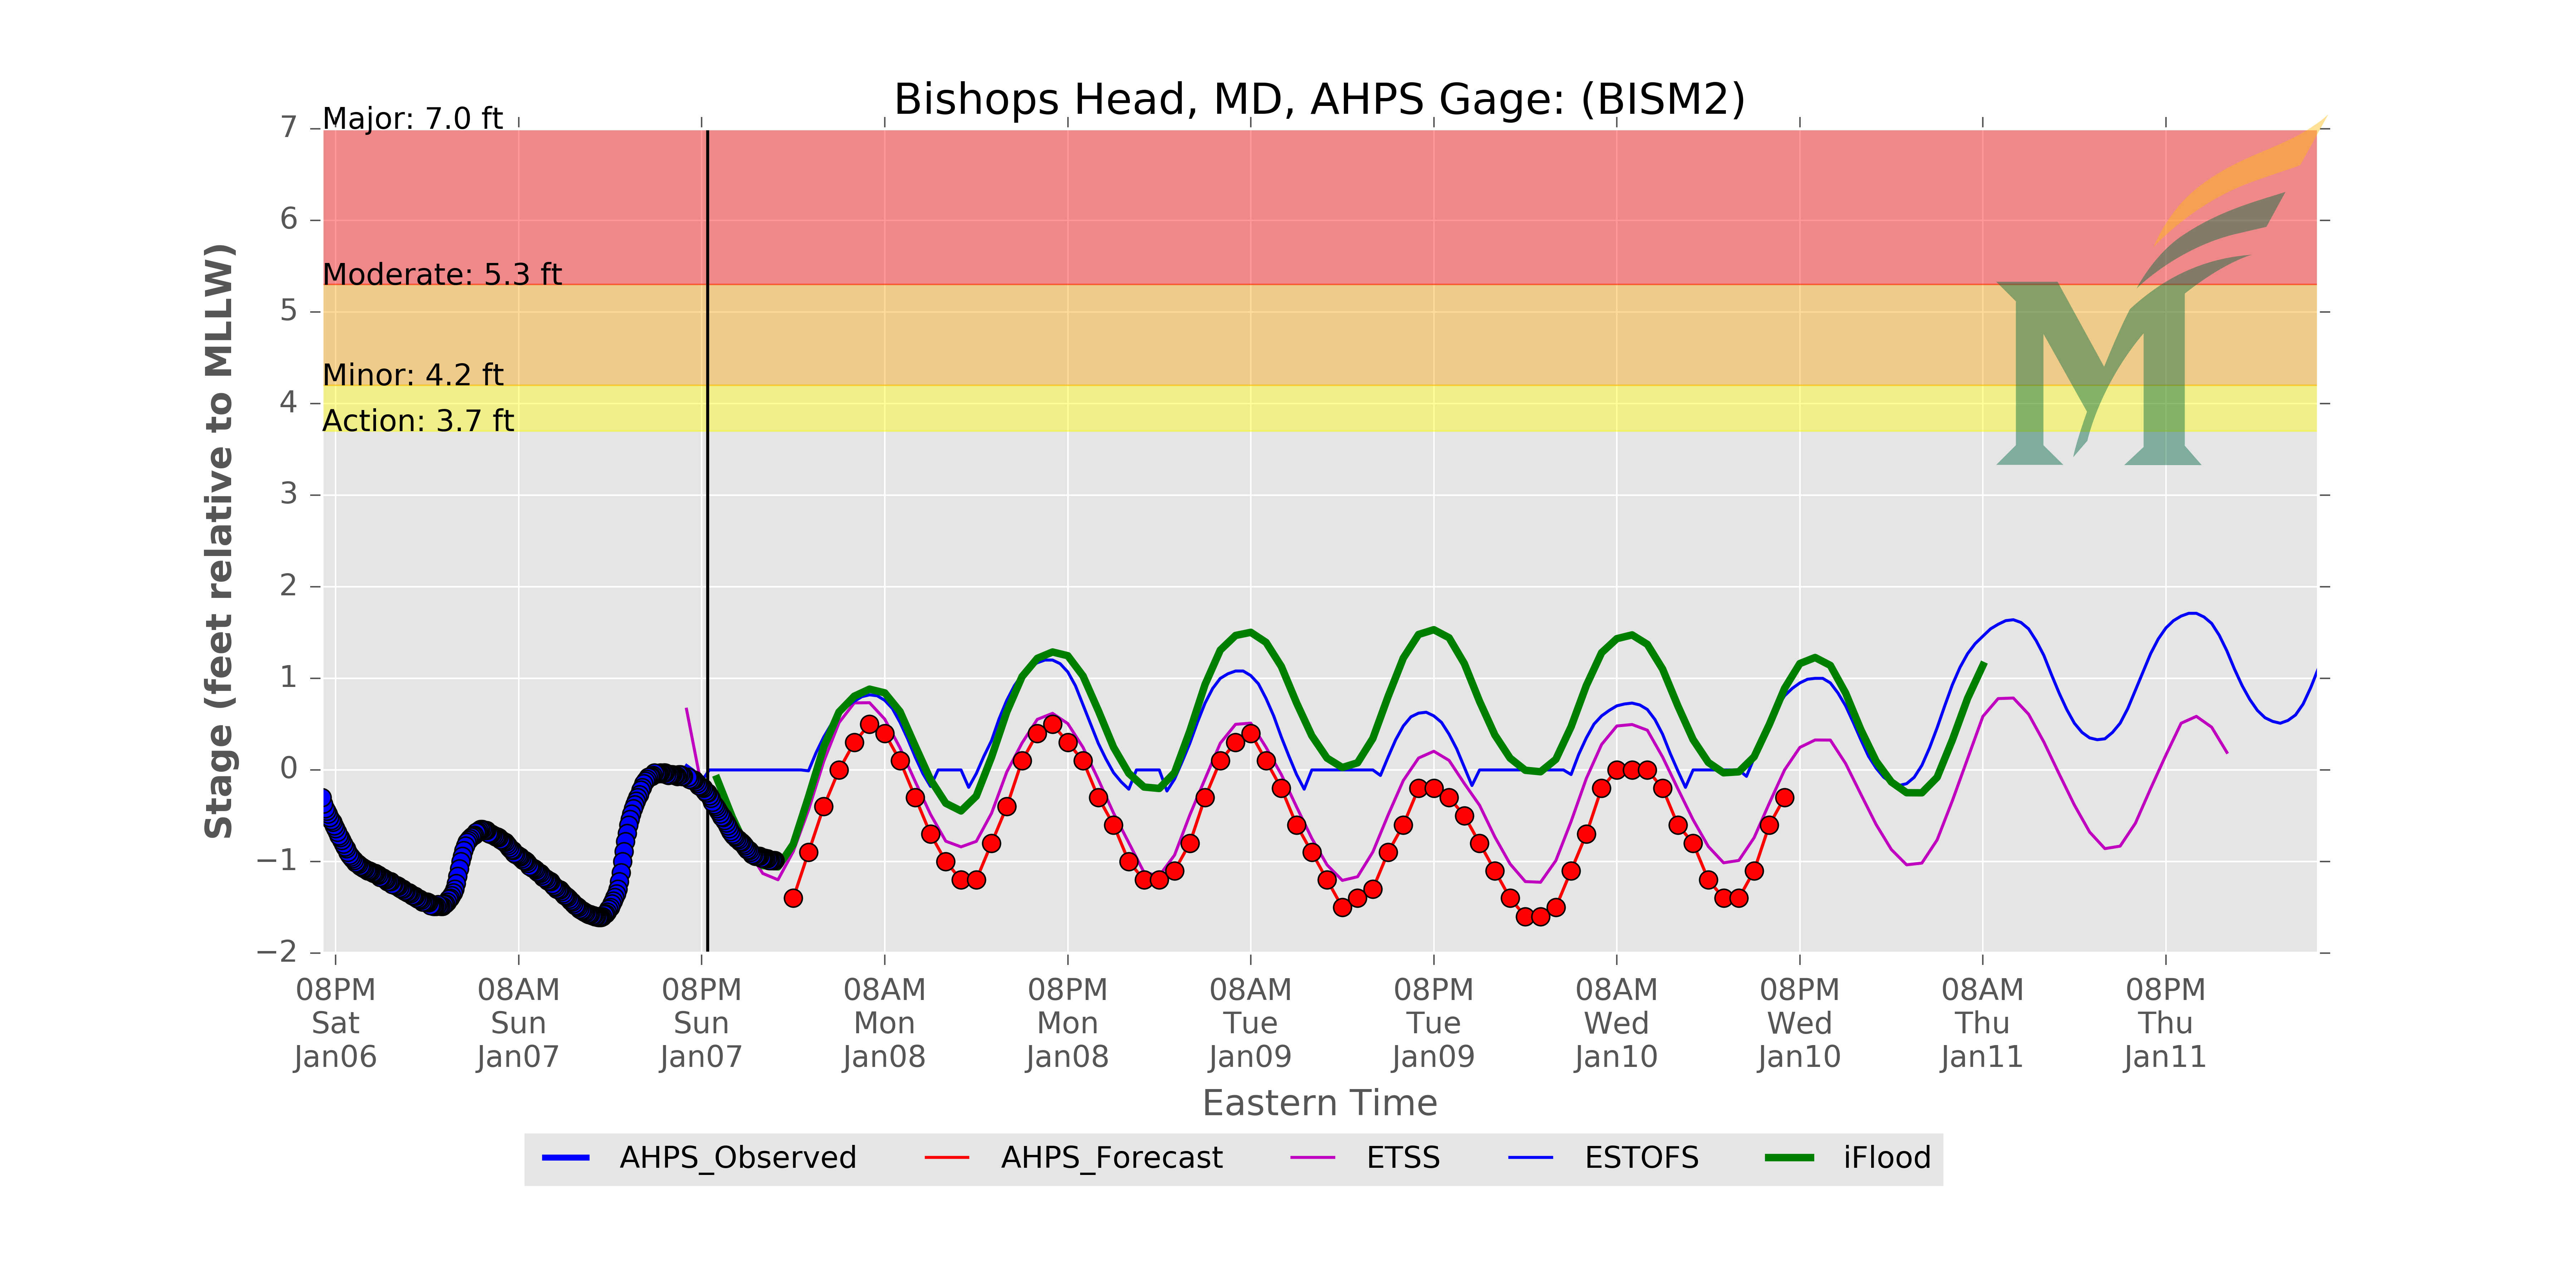 Bishops Head, MD, AHPS Gage: (BISM2)
Major: 7.0 ft
Moderate: 5.3 ft
Minor: 4.2 ft
Action: 3.7 ft
Stage (feet relative to MLLW)
7
6
5
4
3
2
1
0
−1
−2
08PM 08AM 08PM 08AM 08PM 08AM 08PM 08AM 08PM 08AM 08PM
Sat Sun Sun Mon Mon Tue Tue Wed Wed Thu Thu
Jan06 Jan07 Jan07 Jan08 Jan08 Jan09 Jan09 Jan10 Jan10 Jan11 Jan11
Eastern Time
AHPS_Observed AHPS_Forecast ETSS ESTOFS iFlood